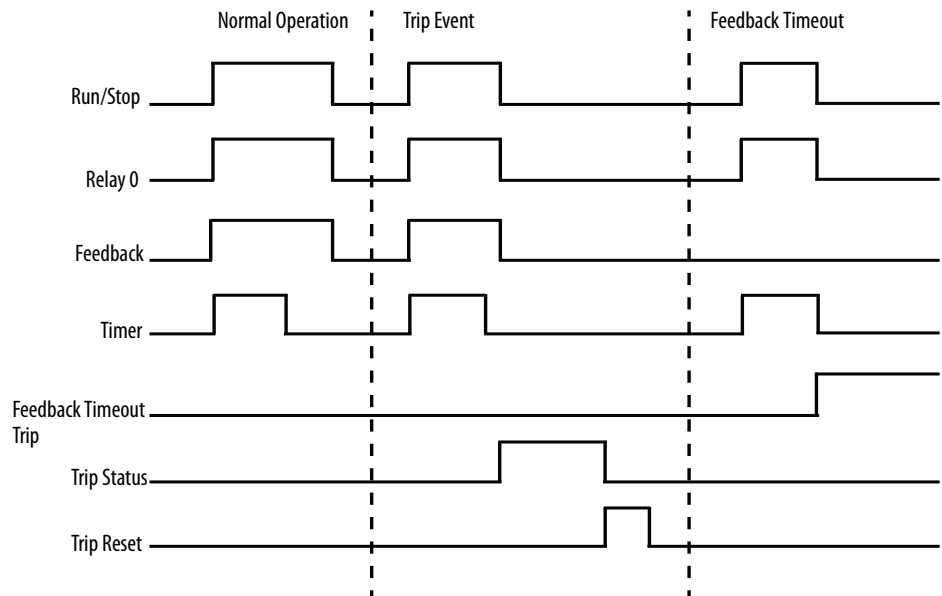 Normal Operation
Trip Event
Feedback Timeout
Run/Stop
Relay 0
Feedback
Timer
Feedback Timeout
Trip
Trip Status
Trip Reset